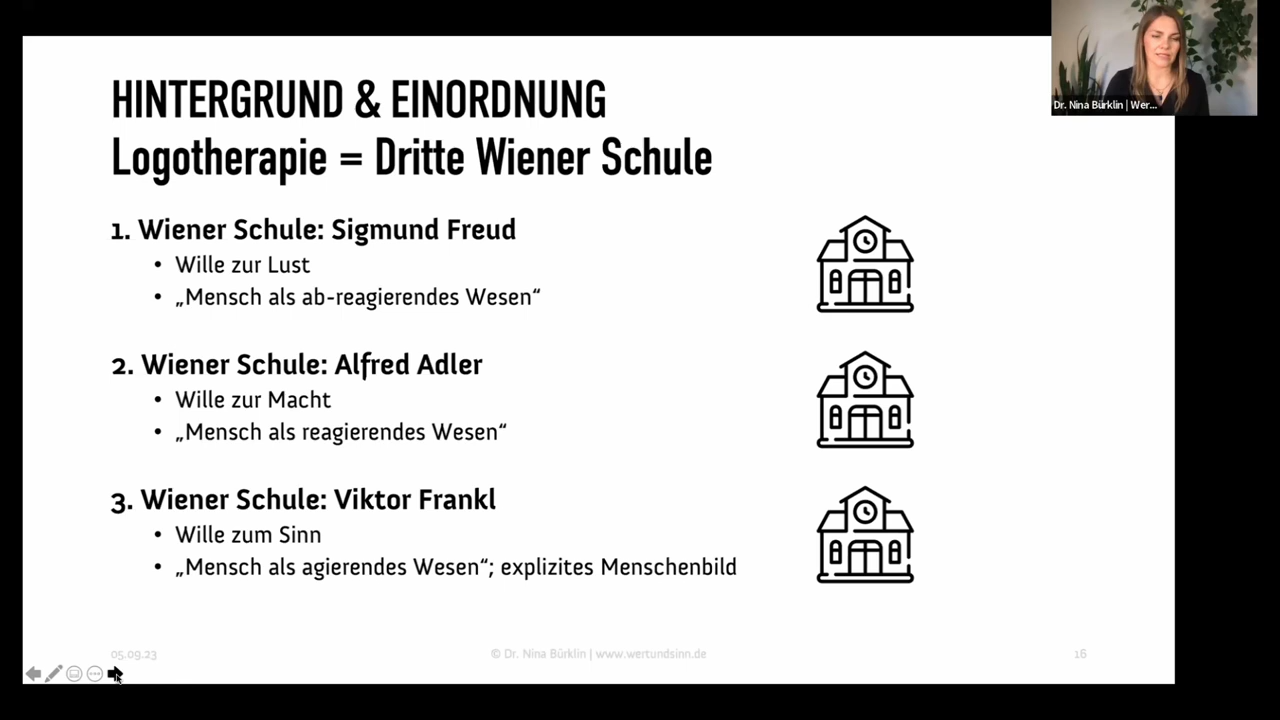 HINTERGRUND & EINORDNUNG
Logotherapie = Dritte Wiener Schule
1. Wiener Schule: Sigmund Freud
• Wille zur Lust
• „Mensch als ab-reagierendes Wesen“
2. Wiener Schule: Alfred Adler
• Wille zur Macht
• „Mensch als reagierendes Wesen“
3. Wiener Schule: Viktor Frankl
• Wille zum Sinn
• „Mensch als agierendes Wesen“; explizites Menschenbild
05.09.23
© Dr. Nina Bürklin | www.wertundsinn.de
16
Dr. Nina Bürklin | Wer...